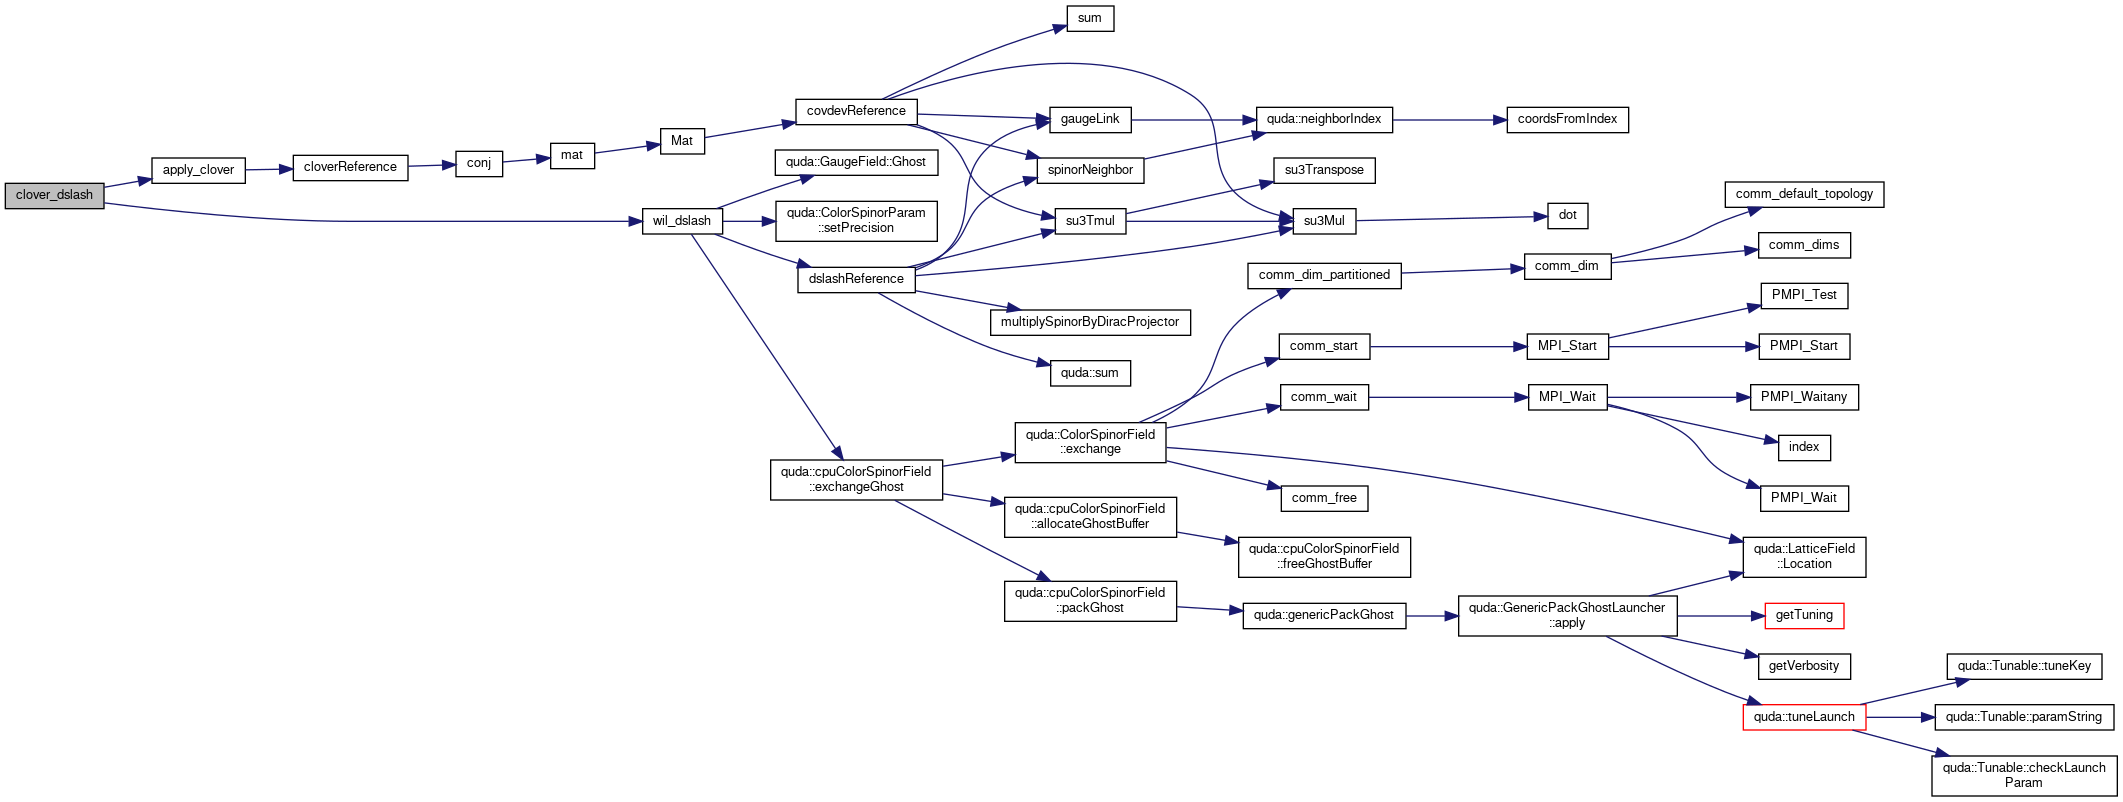 sum
covdevReference
gaugeLink
quda::neighborIndex
coordsFromIndex
Mat
mat
conj
cloverReference
apply_clover
clover_dslash
quda::GaugeField::Ghost
spinorNeighbor
su3Transpose
comm_default_topology
wil_dslash
quda::ColorSpinorParam
::setPrecision
su3Tmul
su3Mul
dot
comm_dims
dslashReference
comm_dim_partitioned
comm_dim
PMPI_Test
multiplySpinorByDiracProjector
comm_start
MPI_Start
PMPI_Start
quda::sum
comm_wait
MPI_Wait
PMPI_Waitany
quda::ColorSpinorField
::exchange
index
quda::cpuColorSpinorField
::exchangeGhost
comm_free
PMPI_Wait
quda::cpuColorSpinorField
::allocateGhostBuffer
quda::cpuColorSpinorField
::freeGhostBuffer
quda::LatticeField
::Location
quda::cpuColorSpinorField
::packGhost
quda::genericPackGhost
quda::GenericPackGhostLauncher
::apply
getTuning
getVerbosity
quda::Tunable::tuneKey
quda::tuneLaunch
quda::Tunable::paramString
quda::Tunable::checkLaunch
Param